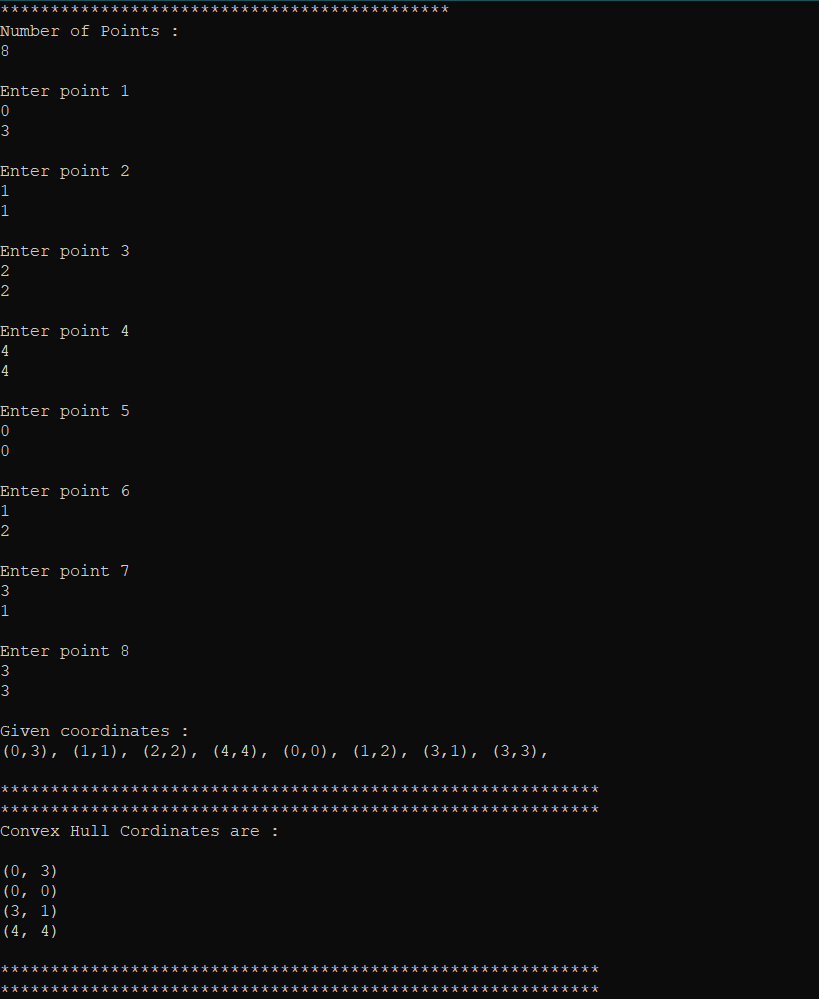 *********************************************
Number of Points :
8
Enter point 1
0
3
Enter point 2
1
1
Enter point 3
2
2
Enter point 4
4
4
Enter point 5
0
0
Enter point 6
1
2
Enter point 7
3
1
Enter point 8
3
3
Given coordinates :
(0,3), (1,1), (2,2), (4,4), (0,0), (1,2), (3,1), (3,3),
************************************************************
************************************************************
Convex Hull Cordinates are :
(0, 3)
(0, 0)
(3, 1)
(4, 4)
************************************************************
************************************************************